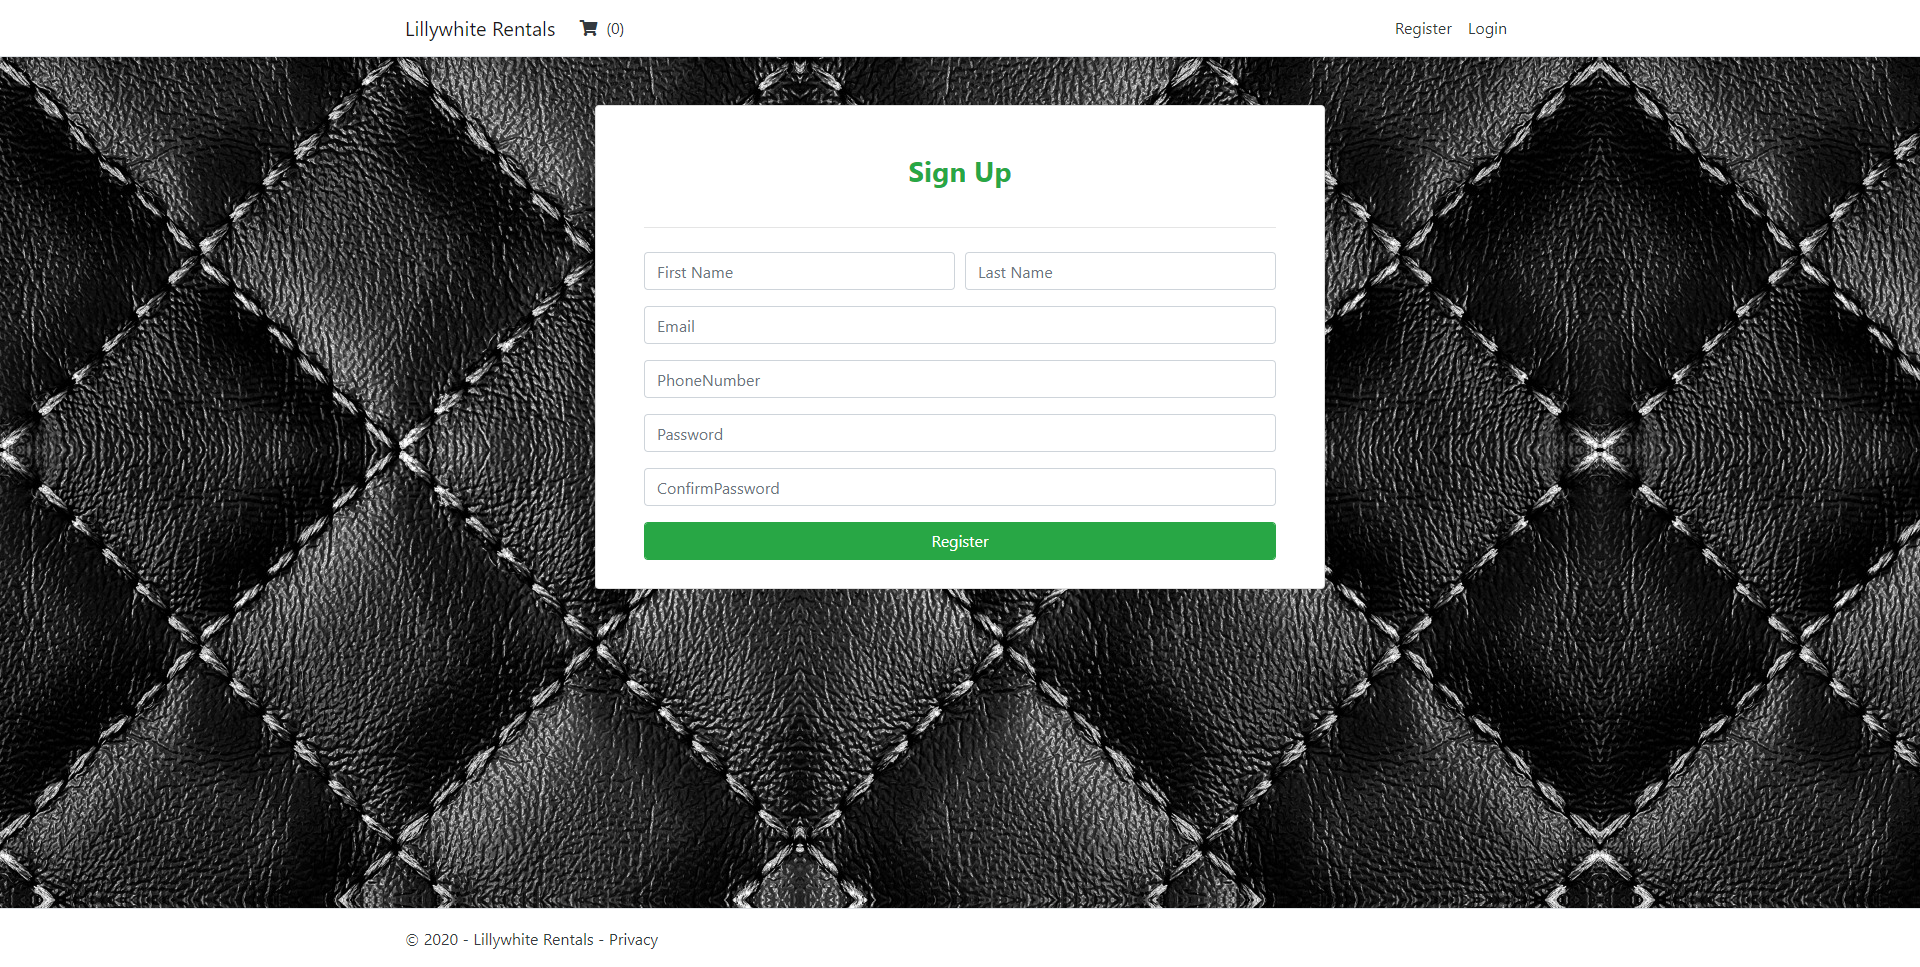 Lillywhite Rentals (0) Register Login
Sign Up
First Name Last Name
Email
PhoneNumber
Password
ConfirmPassword
Register
© 2020 - Lillywhite Rentals - Privacy